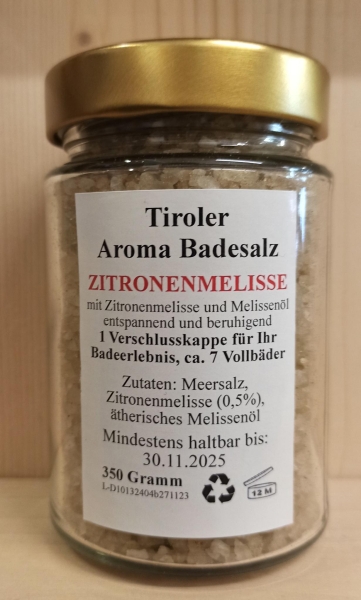 Tiroler
Aroma Badesalz
ZITRONENMELISSE
mit Zitronenmelisse und Melissenöl
entspannend und beruhigend
1 Verschlusskappe für Ihr
Badeerlebnis, ca. 7 Vollbäder
Zutaten: Meersalz,
Zitronenmelisse (0,5%),
ätherisches Melissenöl
Mindestens haltbar bis:
30.11.2025
350 Gramm
L-D10132404b271123
12 M